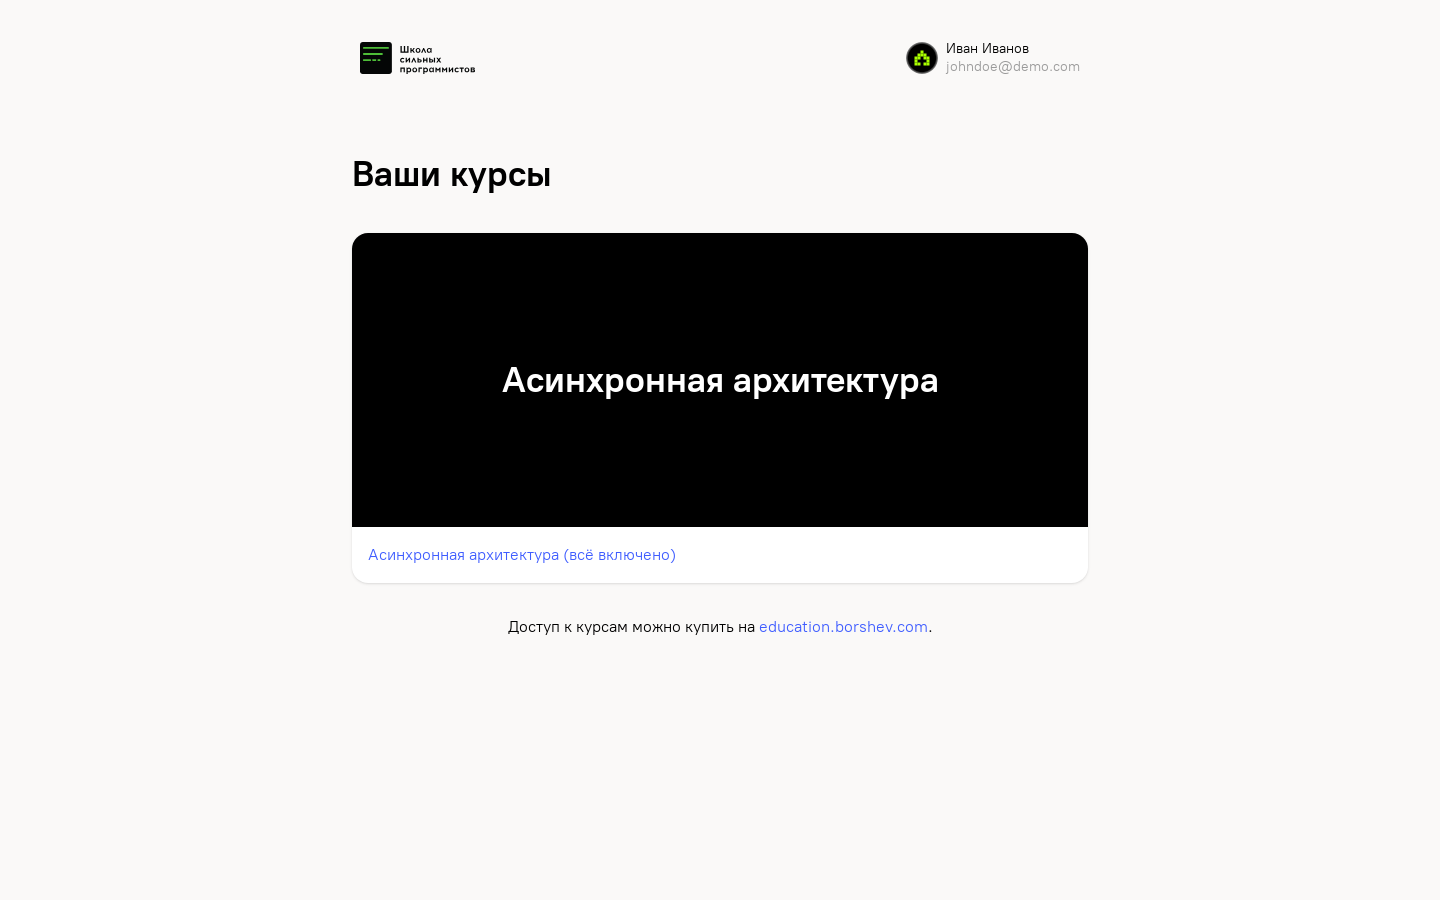 Школа
сильных
программистов
Иван Иванов
johndoe@demo.com
Ваши курсы
Асинхронная архитектура
Асинхронная архитектура (всё включено)
Доступ к курсам можно купить на education.borshev.com.